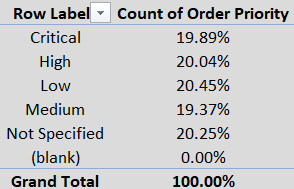 Row Label Count of Order Priority
Critical 19.89%
High 20.04%
Low 20.45%
Medium 19.37%
Not Specified 20.25%
(blank) 0.00%
Grand Total 100.00%